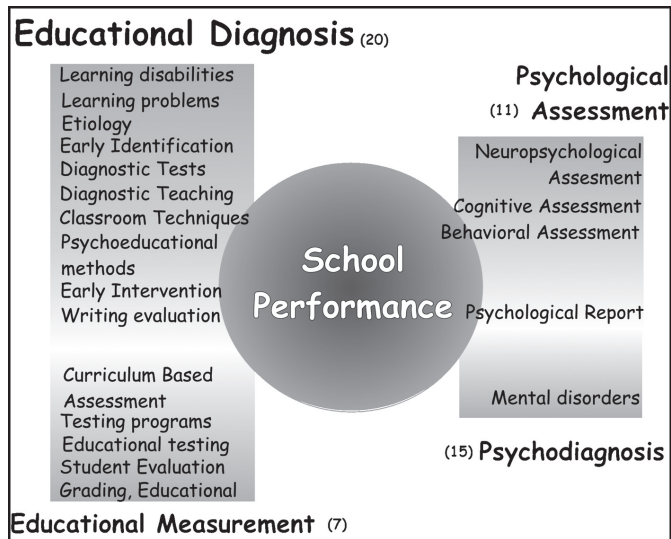 Educational Diagnosis (20)
Learning disabilities
Learning problems
Etiology
Early Identification
Diagnostic Tests
Diagnostic Teaching
Classroom Techniques
Psychoeducational
methods
Early Intervention
Writing evaluation
Curriculum Based
Assessment
Testing programs
Educational testing
Student Evaluation
Grading, Educational
Educational Measurement (7)
School
Performance
Psychological
(11) Assessment
Neuropsychological
Assesment
Cognitive Assessment
Behavioral Assessment
Psychological Report
Mental disorders
(15) Psychodiagnosis